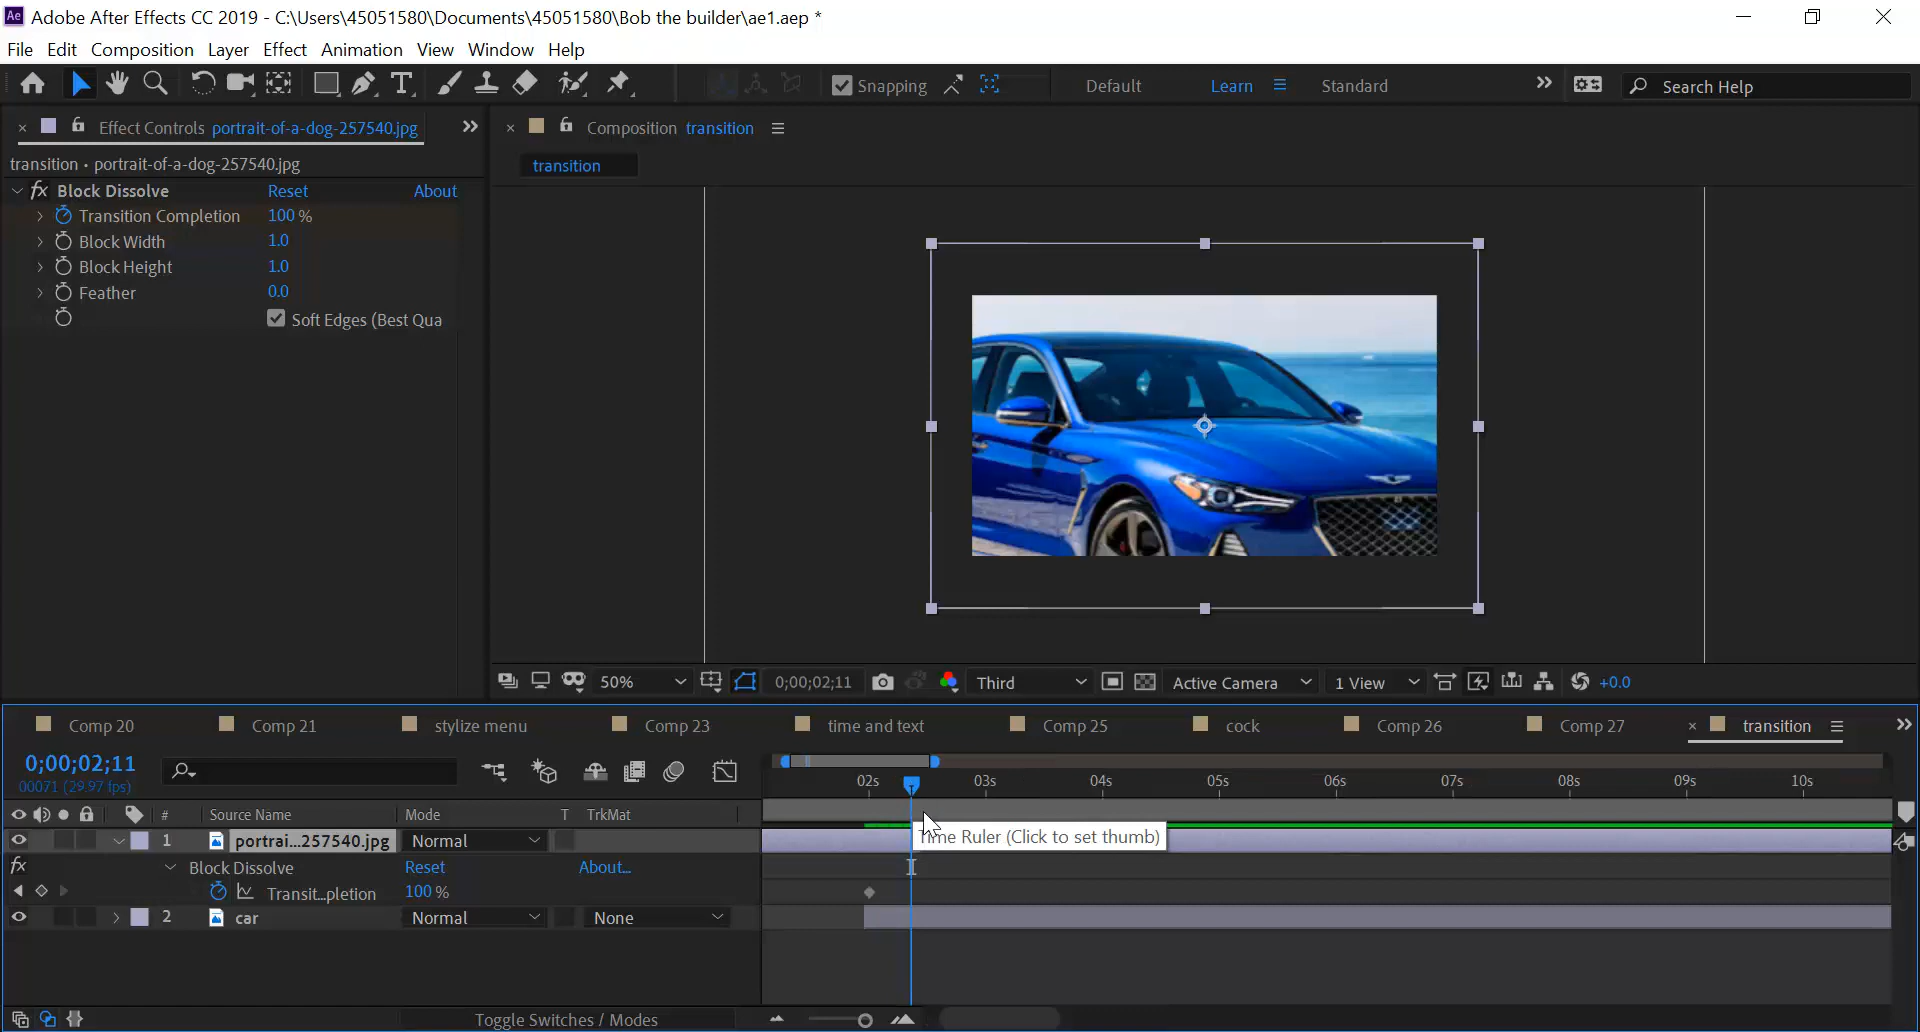 Ae Adobe After Effects CC 2019 - C:\Users\45051580\Documents\45051580\Bob the builder\ae1.aep *
File Edit Composition Layer Effect Animation View Window Help
T Snapping Default Learn Standard Search Help
Effect Controls portrait-of-a-dog-257540.jpg
Composition transition
transition • portrait-of-a-dog-257540.jpg
transition
fx Block Dissolve Reset About
Transition Completion 100 %
Block Width 1.0
Block Height 1.0
Feather 0.0
Soft Edges (Best Qua
50% 0;00;02;11 Third Active Camera 1 View +0.0
Comp 20 Comp 21 stylize menu Comp 23 time and text Comp 25 cock Comp 26 Comp 27 transition
0;00;02;11
00071 (29.97 fps)
02s 03s 04s 05s 06s 07s 08s 09s 10s
# Source Name Mode T TrkMat
1 portrai...257540.jpg Normal
Time Ruler (Click to set thumb)
fx Block Dissolve Reset About...
Transit...pletion 100 %
2 car Normal None
Toggle Switches / Modes